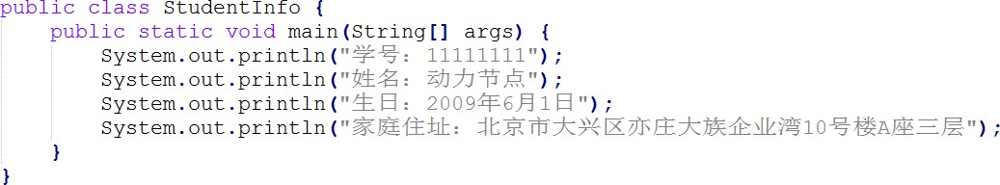 public class StudentInfo {
    public static void main(String[] args) {
        System.out.println("学号：11111111");
        System.out.println("姓名：动力节点");
        System.out.println("生日：2009年6月1日");
        System.out.println("家庭住址：北京市大兴区亦庄大族企业湾10号楼A座三层");
    }
}